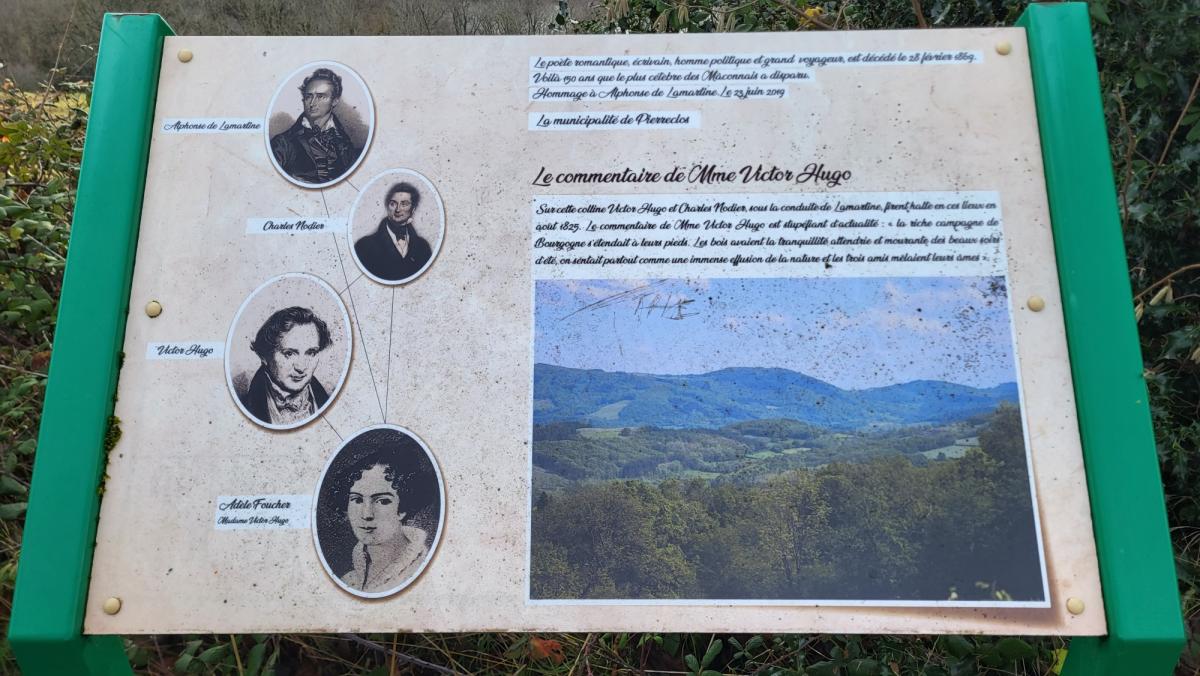 Le poète romantique, écrivain, homme politique et grand voyageur, est décédé le 28 février 1869.
Voilà 150 ans que le plus célèbre des Mâconnais a disparu.
Hommage à Alphonse de Lamartine. Le 23 juin 2019
La municipalité de Pierreclos
Alphonse de Lamartine
Charles Nodier
Victor Hugo
Adèle Foucher
Madame Victor Hugo
Le commentaire de Mme Victor Hugo
Sur cette colline Victor Hugo et Charles Nodier, sous la conduite de Lamartine, firent halte en ces lieux en
août 1825. Le commentaire de Mme Victor Hugo est stupéfiant d'actualité : « la riche campagne de
Bourgogne s'étendait à leurs pieds. Les bois avaient la tranquillité attendrie et mourante des beaux soirs
d'été, on sentait partout comme une immense effusion de la nature et les trois amis mêlaient leurs âmes ».